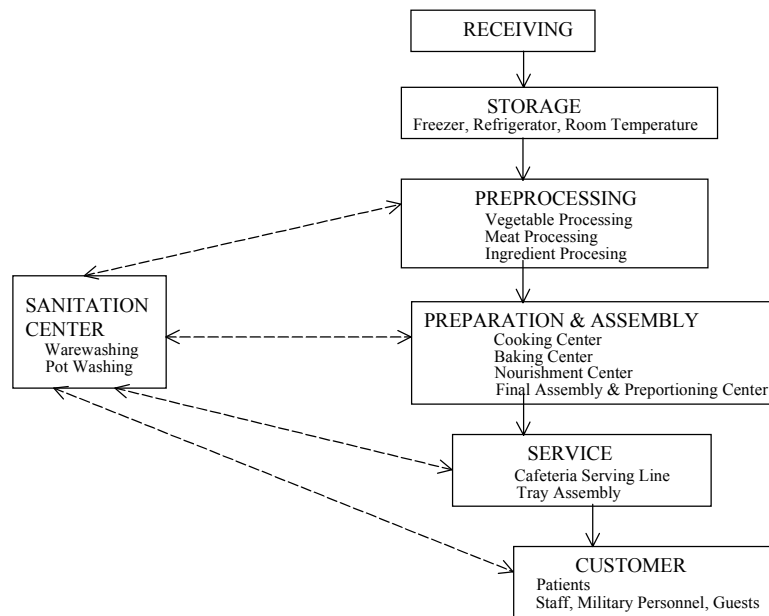 RECEIVING
STORAGE
Freezer, Refrigerator, Room Temperature
PREPROCESSING
Vegetable Processing
Meat Processing
Ingredient Procesing
SANITATION
CENTER
Warewashing
Pot Washing
PREPARATION & ASSEMBLY
Cooking Center
Baking Center
Nourishment Center
Final Assembly & Preportioning Center
SERVICE
Cafeteria Serving Line
Tray Assembly
CUSTOMER
Patients
Staff, Military Personnel, Guests